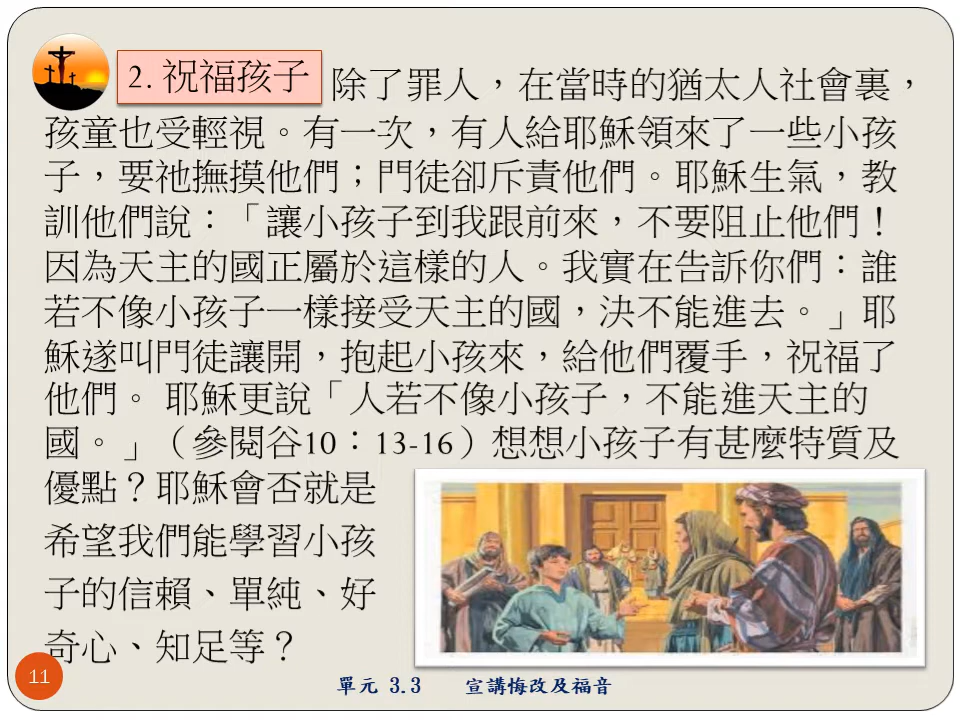 2. 祝福孩子 除了罪人，在當時的猶太人社會裏，
孩童也受輕視。有一次，有人給耶穌領來了一些小孩
子，要祂撫摸他們；門徒卻斥責他們。耶穌生氣，教
訓他們說：「讓小孩子到我跟前來，不要阻止他們！
因為天主的國正屬於這樣的人。我實在告訴你們：誰
若不像小孩子一樣接受天主的國，決不能進去。」耶
穌遂叫門徒讓開，抱起小孩來，給他們覆手，祝福了
他們。 耶穌更說「人若不像小孩子，不能進天主的
國。」（參閱谷10：13-16）想想小孩子有甚麼特質及
優點？耶穌會否就是
希望我們能學習小孩
子的信賴、單純、好
奇心、知足等？
11
單元 3.3 宣講悔改及福音